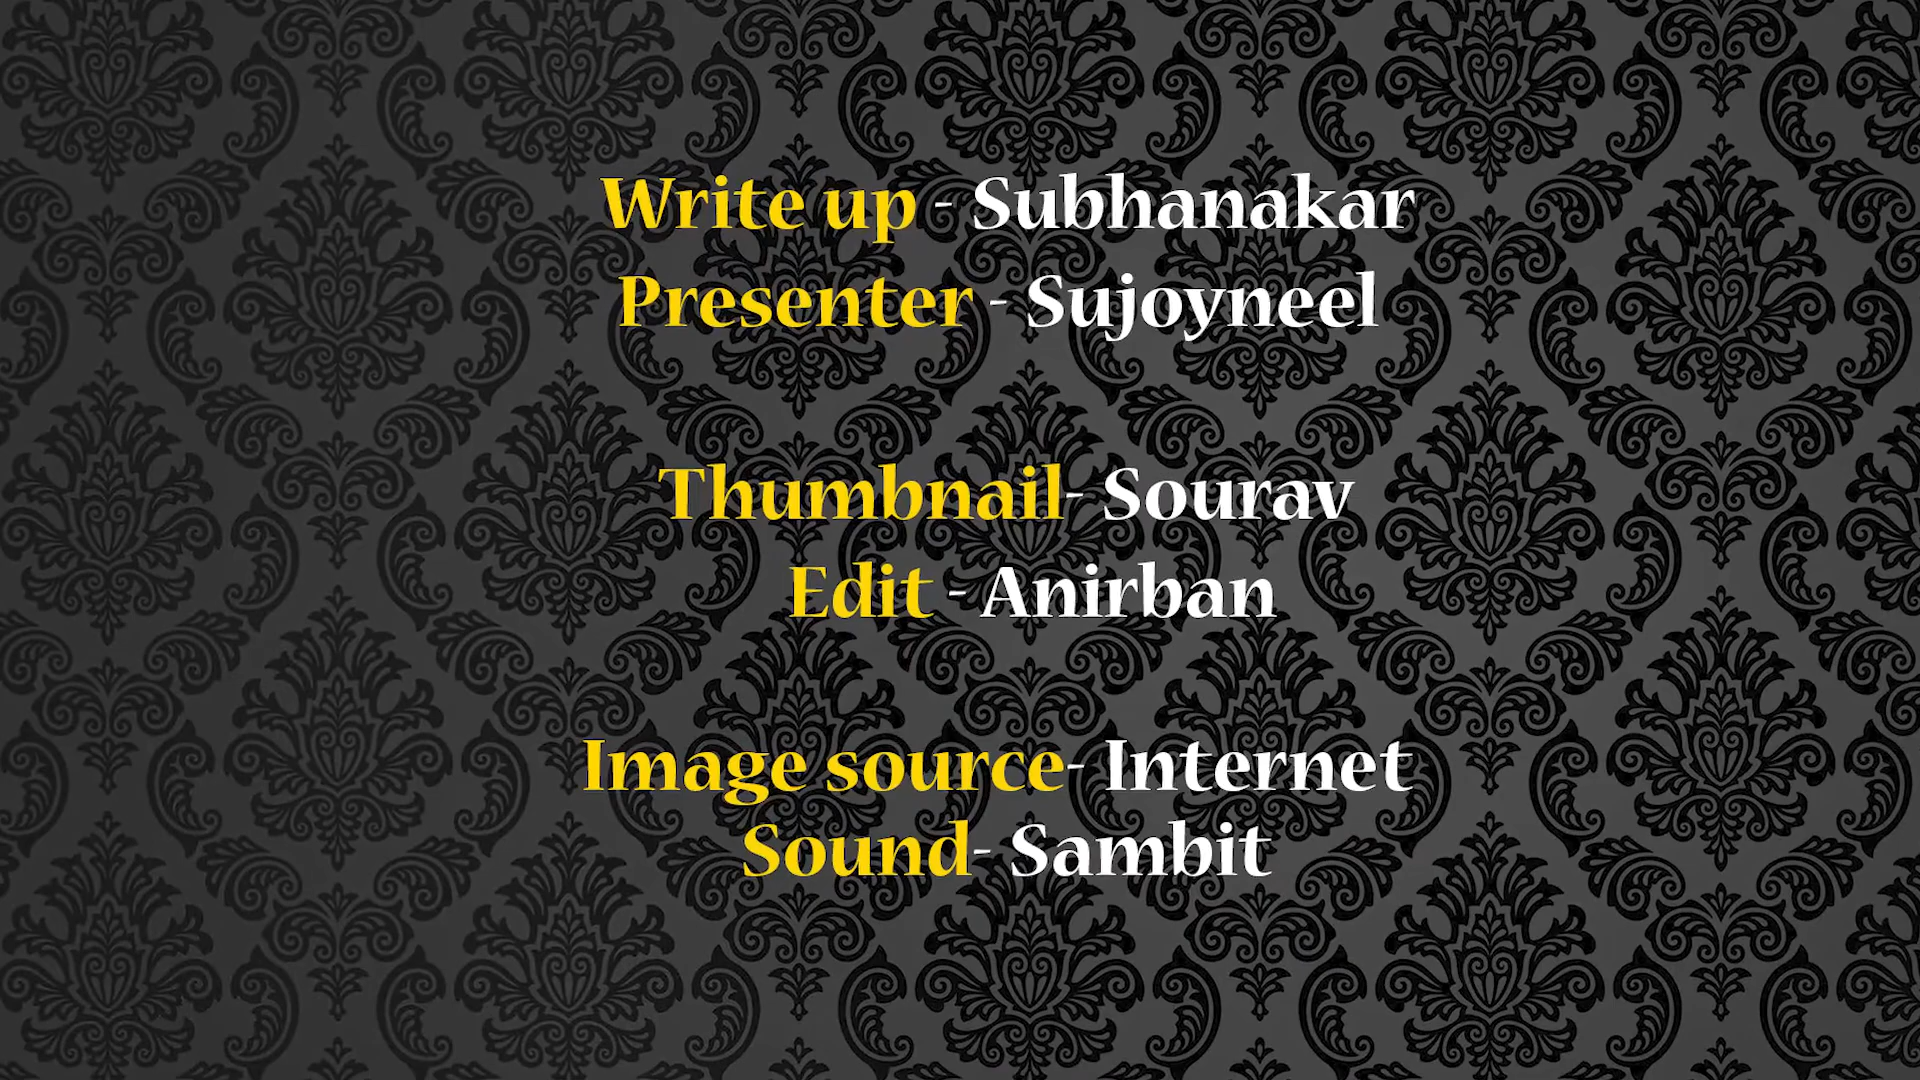 Write up - Subhanakar
Presenter - Sujoyneel
Thumbnail- Sourav
Edit - Anirban
Image source- Internet
Sound- Sambit